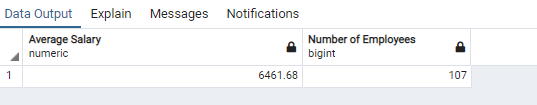 Data Output Explain Messages Notifications
Average Salary Number of Employees
numeric bigint
1 6461.68 107